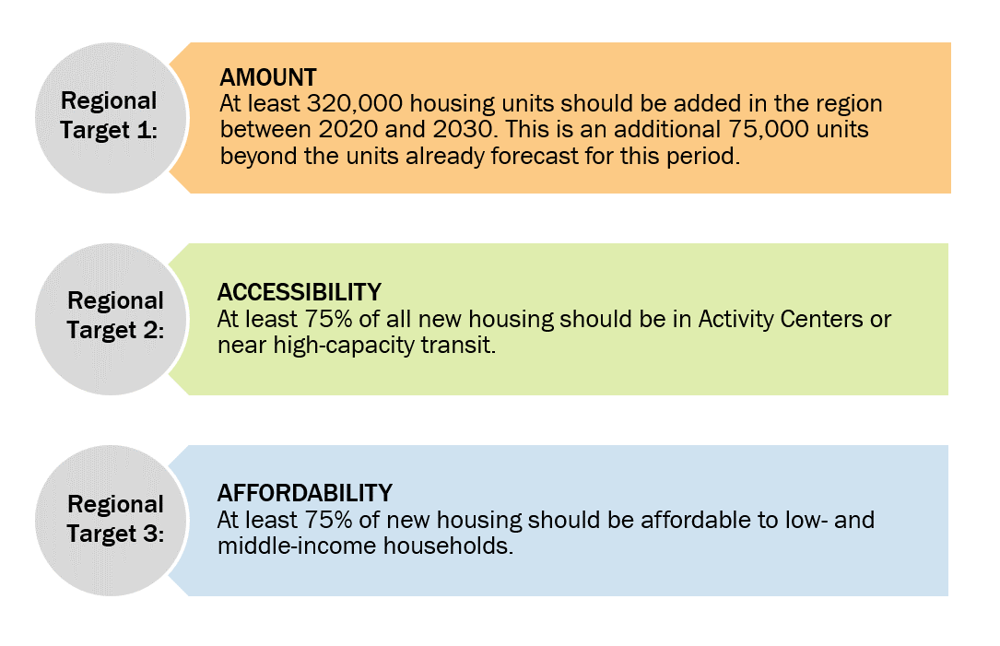 Regional
Target 1:
AMOUNT
At least 320,000 housing units should be added in the region
between 2020 and 2030. This is an additional 75,000 units
beyond the units already forecast for this period.
Regional
Target 2:
ACCESSIBILITY
At least 75% of all new housing should be in Activity Centers or
near high-capacity transit.
Regional
Target 3:
AFFORDABILITY
At least 75% of new housing should be affordable to low- and
middle-income households.